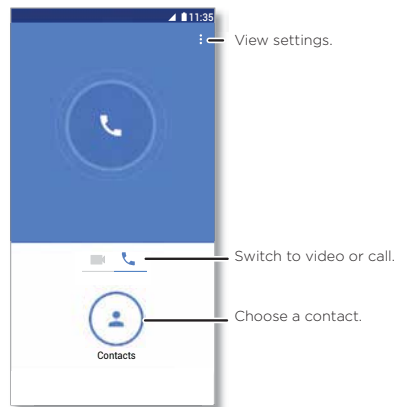 11:35
View settings.
Switch to video or call.
Choose a contact.
Contacts